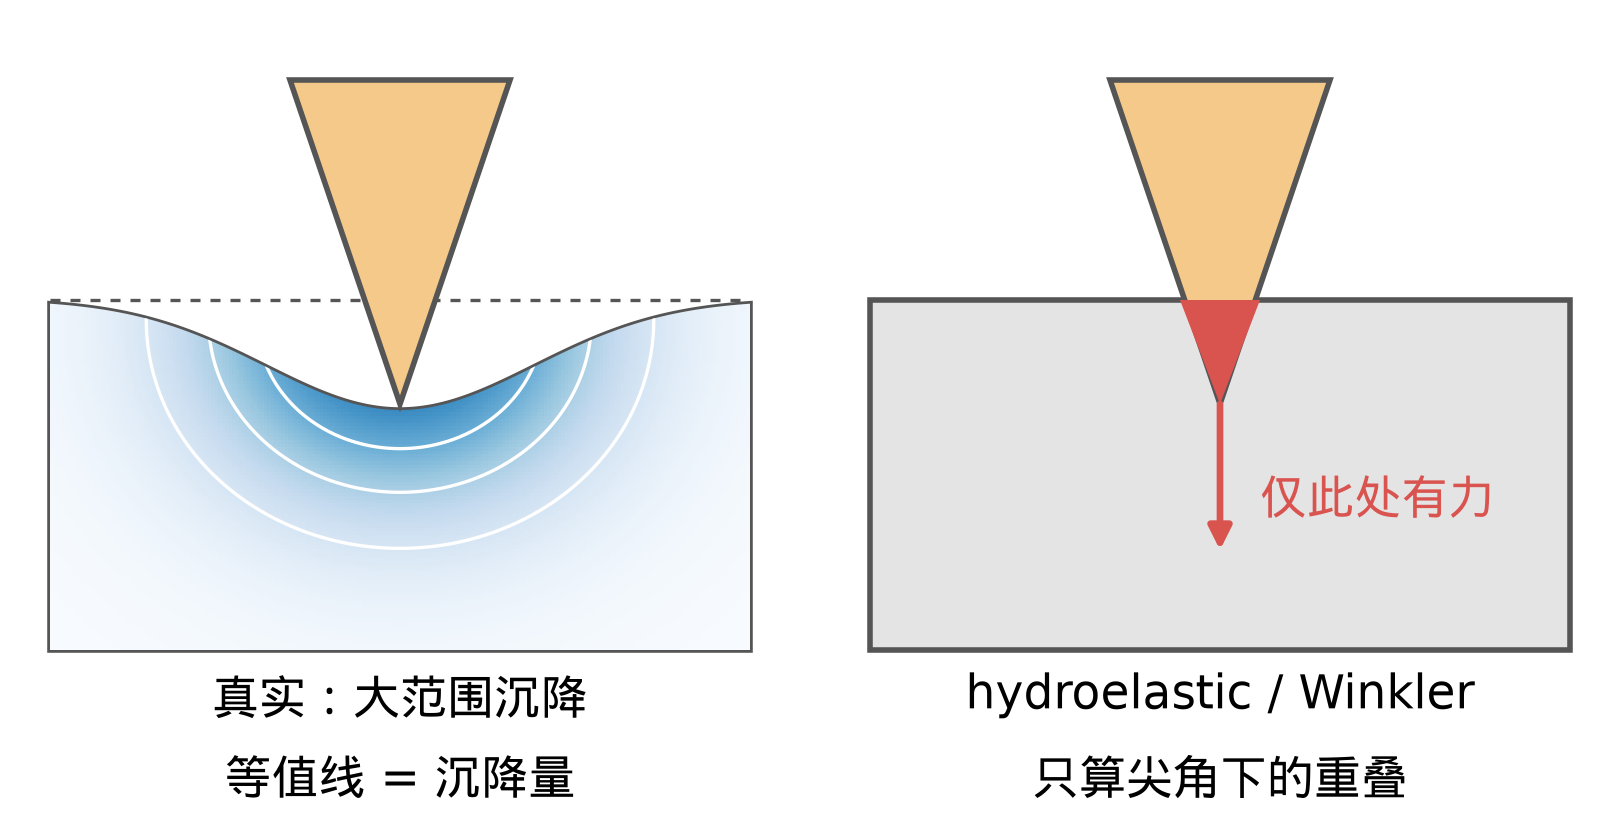 仅此处有力
真实：大范围沉降
等值线 = 沉降量
hydroelastic / Winkler
只算尖角下的重叠